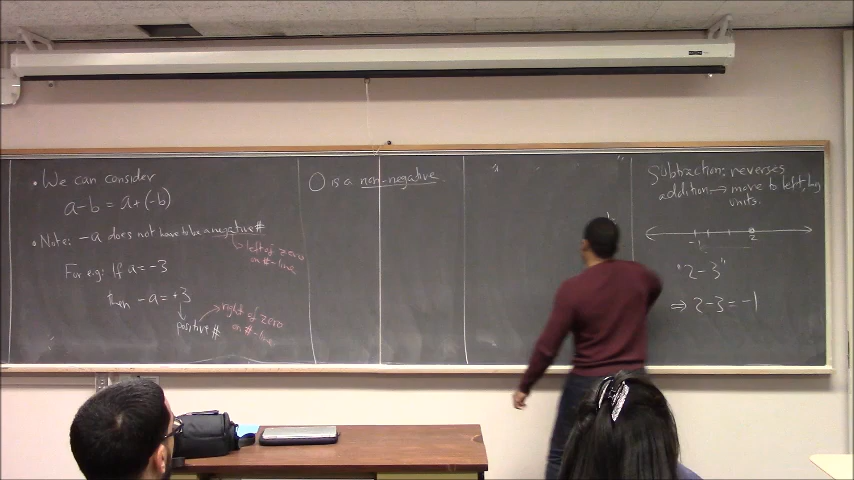 • We can consider
a-b = a+(-b)
• Note: -a does not have to be a negative #
left of zero
on #-line
For e.g: If a = -3
then -a = +3
positive #
right of zero
on #-line
0 is a non-negative
Subtraction: reverses
addition → move to left, by
units.
-1 2
"2-3"
⇒ 2-3 = -1